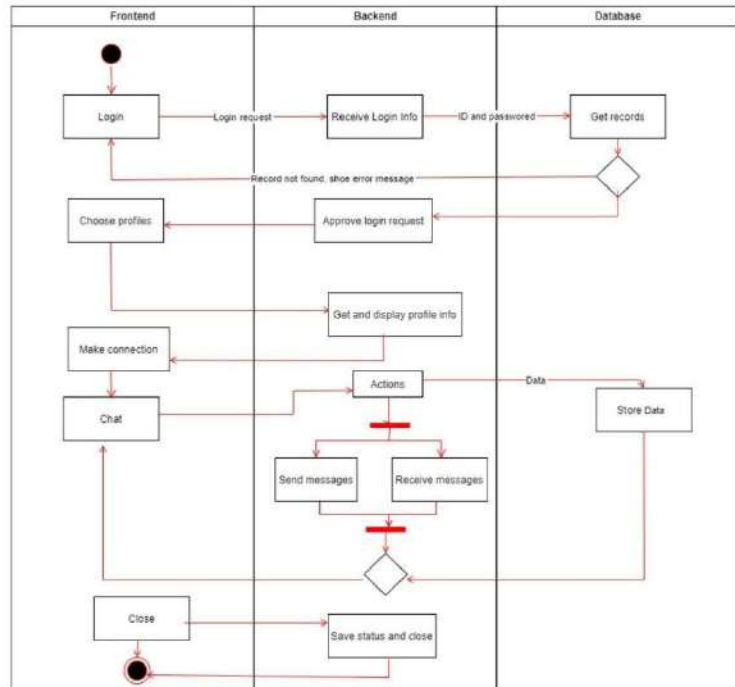 Frontend
Backend
Database
Login
Login request
Receive Login Info
ID and passwored
Get records
Record not found, shoe error message
Choose profiles
Approve login request
Get and display profile info
Make connection
Actions
Data
Chat
Store Data
Send messages
Receive messages
Close
Save status and close